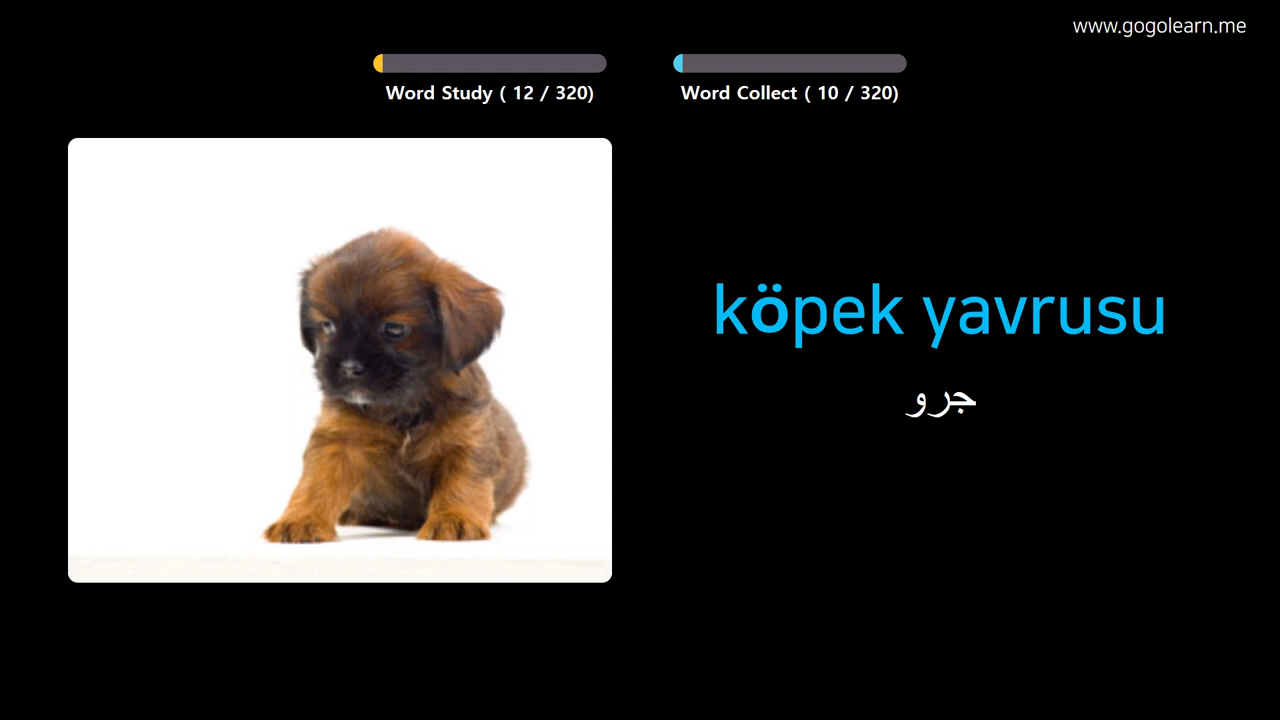 www.gogolearn.me
Word Study ( 12 / 320)
Word Collect ( 10 / 320)
köpek yavrusu
جرو